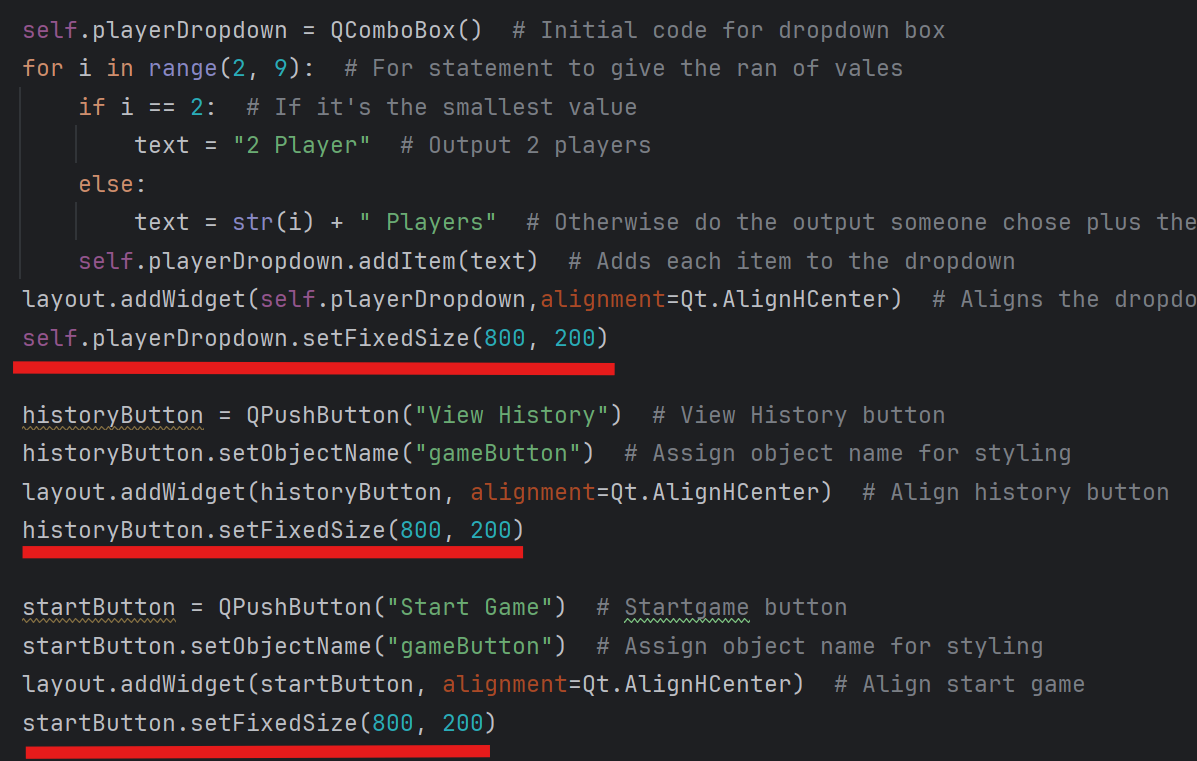 self.playerDropdown = QComboBox()  # Initial code for dropdown box
for i in range(2, 9):  # For statement to give the ran of vales
    if i == 2:  # If it's the smallest value
        text = "2 Player"  # Output 2 players
    else:
        text = str(i) + " Players"  # Otherwise do the output someone chose plus the
    self.playerDropdown.addItem(text)  # Adds each item to the dropdown
layout.addWidget(self.playerDropdown,alignment=Qt.AlignHCenter)  # Aligns the dropdo
self.playerDropdown.setFixedSize(800, 200)
historyButton = QPushButton("View History")  # View History button
historyButton.setObjectName("gameButton")  # Assign object name for styling
layout.addWidget(historyButton, alignment=Qt.AlignHCenter)  # Align history button
historyButton.setFixedSize(800, 200)
startButton = QPushButton("Start Game")  # Startgame button
startButton.setObjectName("gameButton")  # Assign object name for styling
layout.addWidget(startButton, alignment=Qt.AlignHCenter)  # Align start game
startButton.setFixedSize(800, 200)